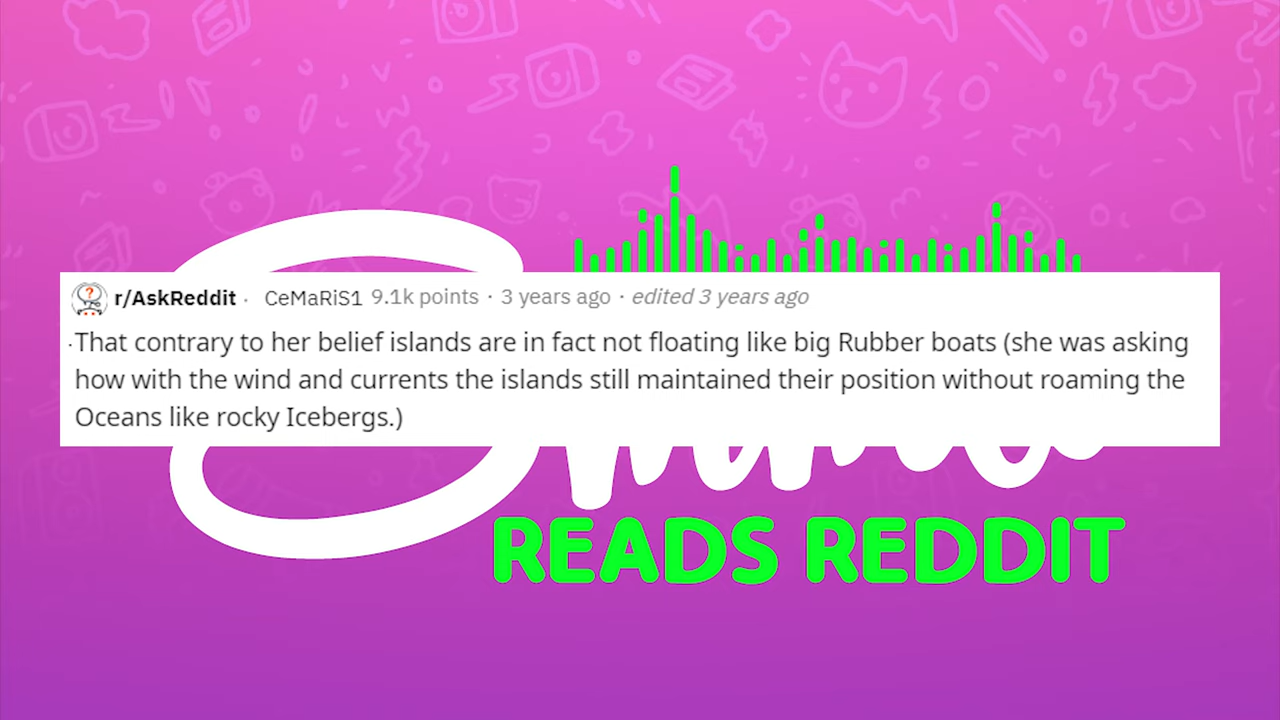 r/AskReddit · CeMaRiS1 9.1k points · 3 years ago · edited 3 years ago
·That contrary to her belief islands are in fact not floating like big Rubber boats (she was asking
how with the wind and currents the islands still maintained their position without roaming the
Oceans like rocky Icebergs.)
READS REDDIT